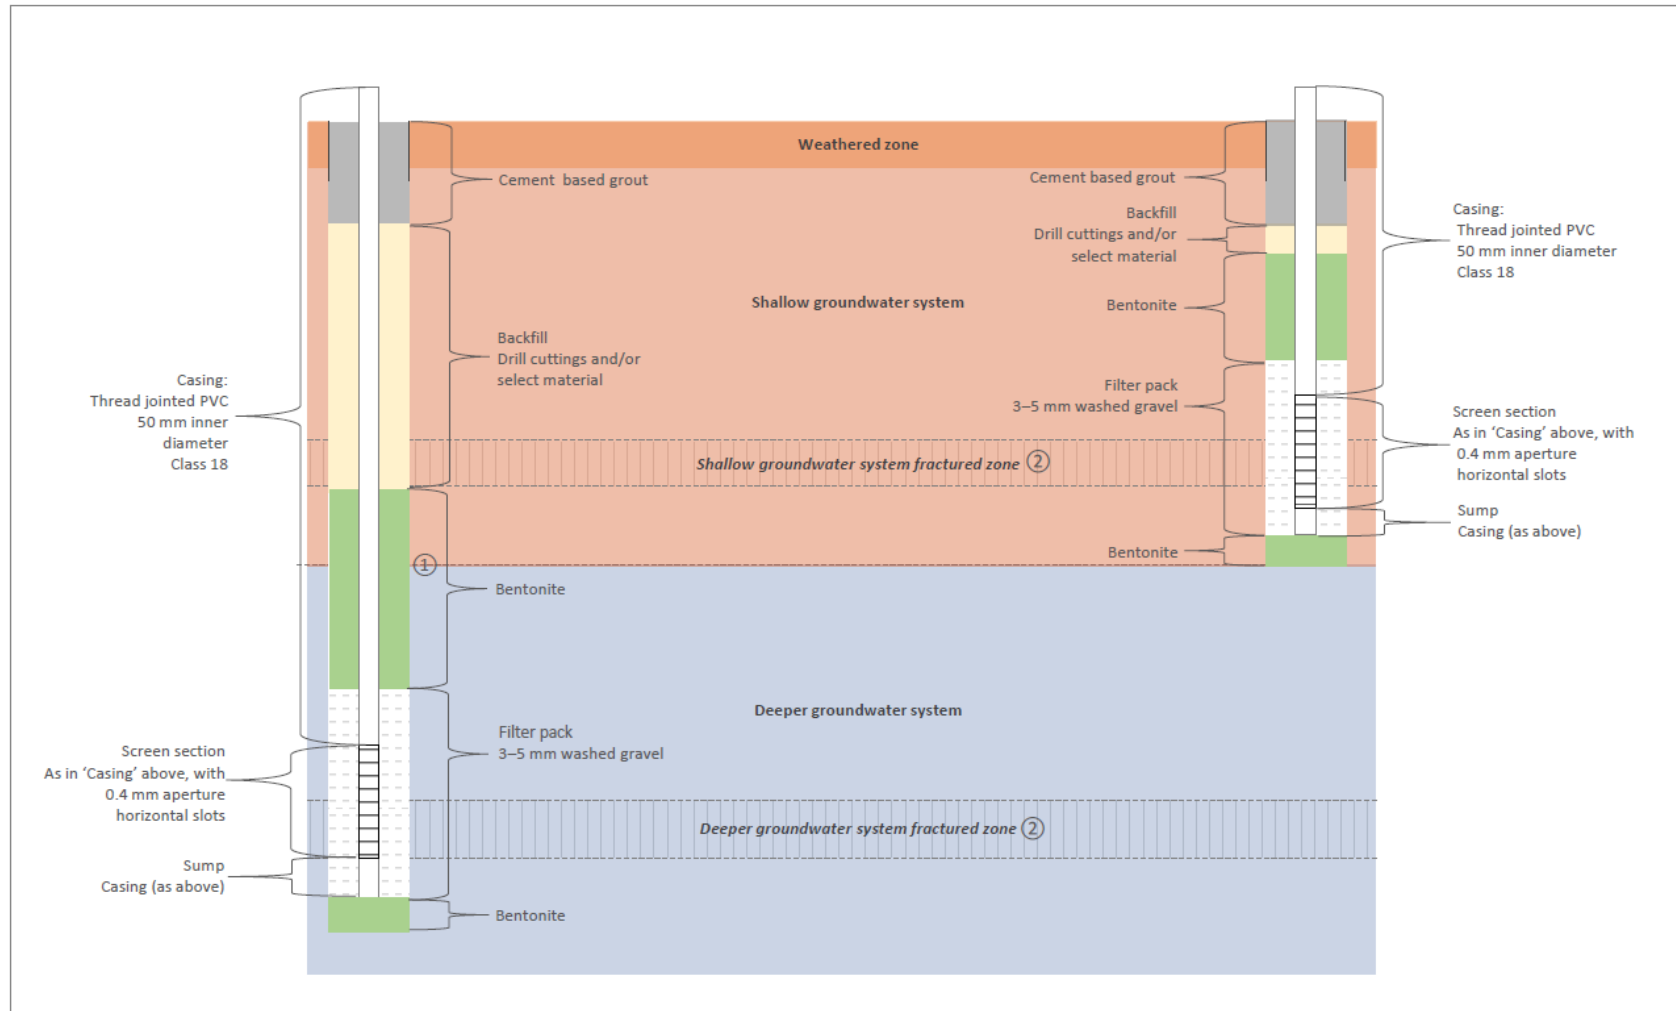 Weathered zone
Cement  based grout
Cement based grout
Backfill
Drill cuttings and/or
select material
Casing:
Thread jointed PVC
50 mm inner diameter
Class 18
Shallow groundwater system
Bentonite
Backfill
Drill cuttings and/or
select material
Casing:
Thread jointed PVC
50 mm inner
diameter
Class 18
Filter pack
3–5 mm washed gravel
Screen section
As in ‘Casing’ above, with
0.4 mm aperture
horizontal slots
Shallow groundwater system fractured zone ②
Sump
Casing (as above)
Bentonite
①
Bentonite
Deeper groundwater system
Filter pack
3–5 mm washed gravel
Screen section
As in ‘Casing’ above, with
0.4 mm aperture
horizontal slots
Deeper groundwater system fractured zone ②
Sump
Casing (as above)
Bentonite